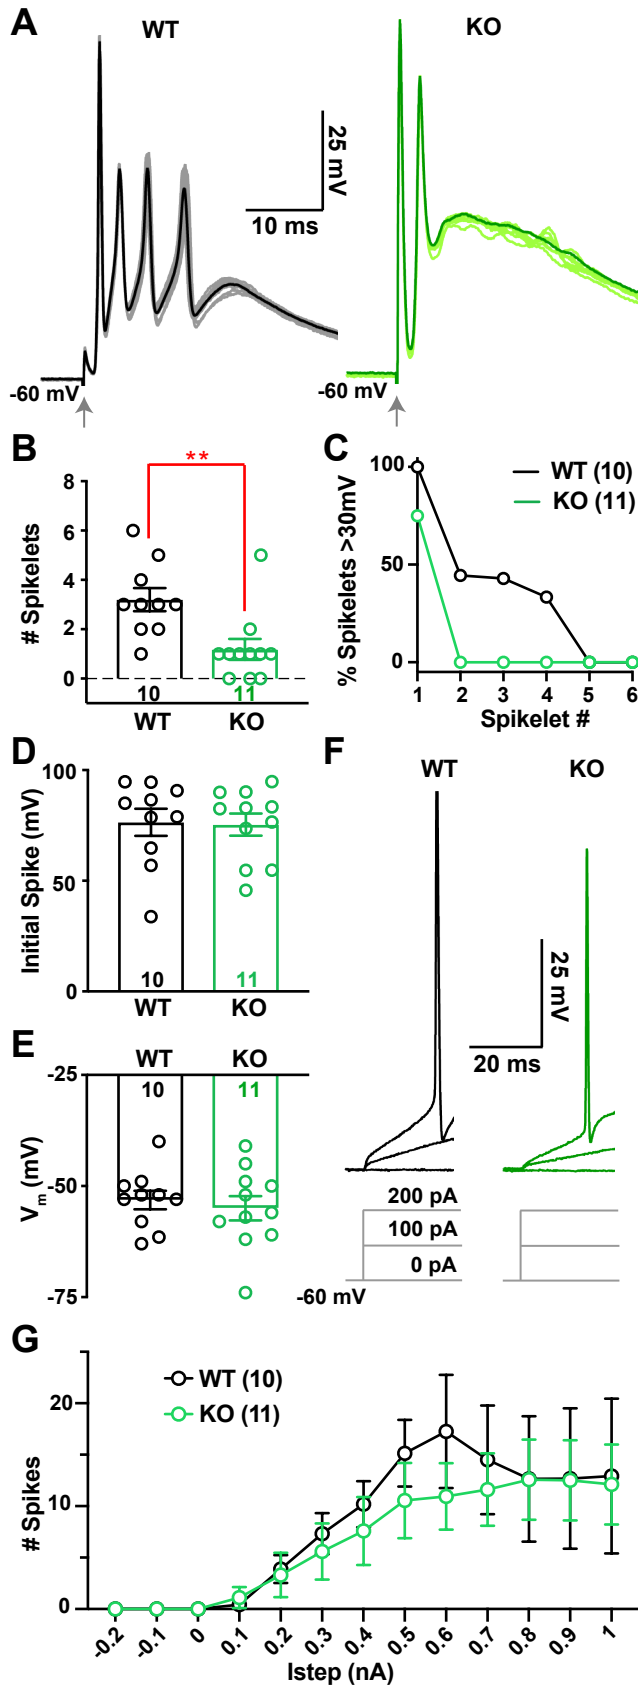 A
WT
KO
25 mV
10 ms
-60 mV
-60 mV
B
**
# Spikelets
8
6
4
2
0
10
11
WT
KO
C
% Spikelets >30mV
100
50
0
WT (10)
KO (11)
1 2 3 4 5 6
Spikelet #
D
Initial Spike (mV)
100
50
0
10
11
WT
KO
E
WT
KO
10
11
Vm (mV)
-25
-50
-75
F
WT
KO
25 mV
20 ms
200 pA
100 pA
0 pA
-60 mV
G
# Spikes
20
10
0
WT (10)
KO (11)
-0.2 -0.1 0 0.1 0.2 0.3 0.4 0.5 0.6 0.7 0.8 0.9 1
Istep (nA)